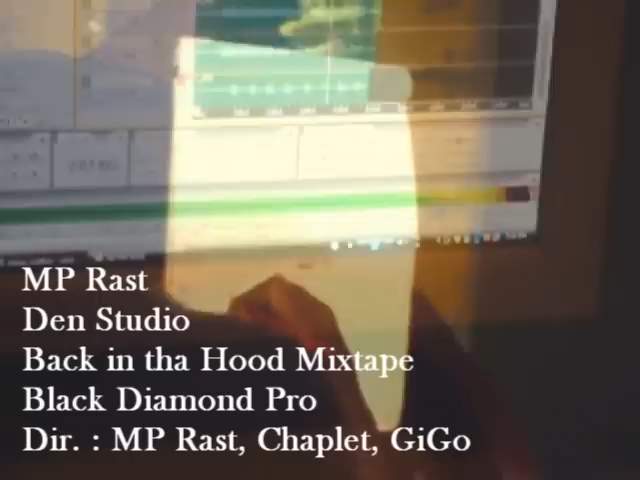 MP Rast
Den Studio
Back in tha Hood Mixtape
Black Diamond Pro
Dir. : MP Rast, Chaplet, GiGo